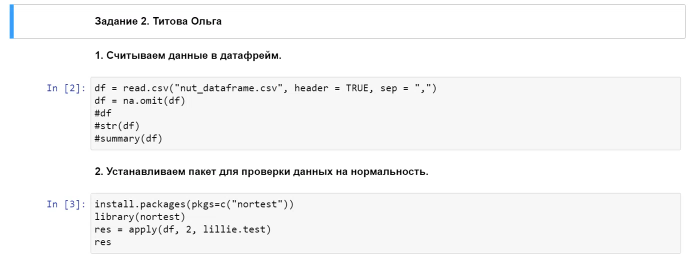 Задание 2. Титова Ольга
1. Считываем данные в датафрейм.
In [2]: df = read.csv("nut_dataframe.csv", header = TRUE, sep = ",")
df = na.omit(df)
#df
#str(df)
#summary(df)
2. Устанавливаем пакет для проверки данных на нормальность.
In [3]: install.packages(pkgs=c("nortest"))
library(nortest)
res = apply(df, 2, lillie.test)
res